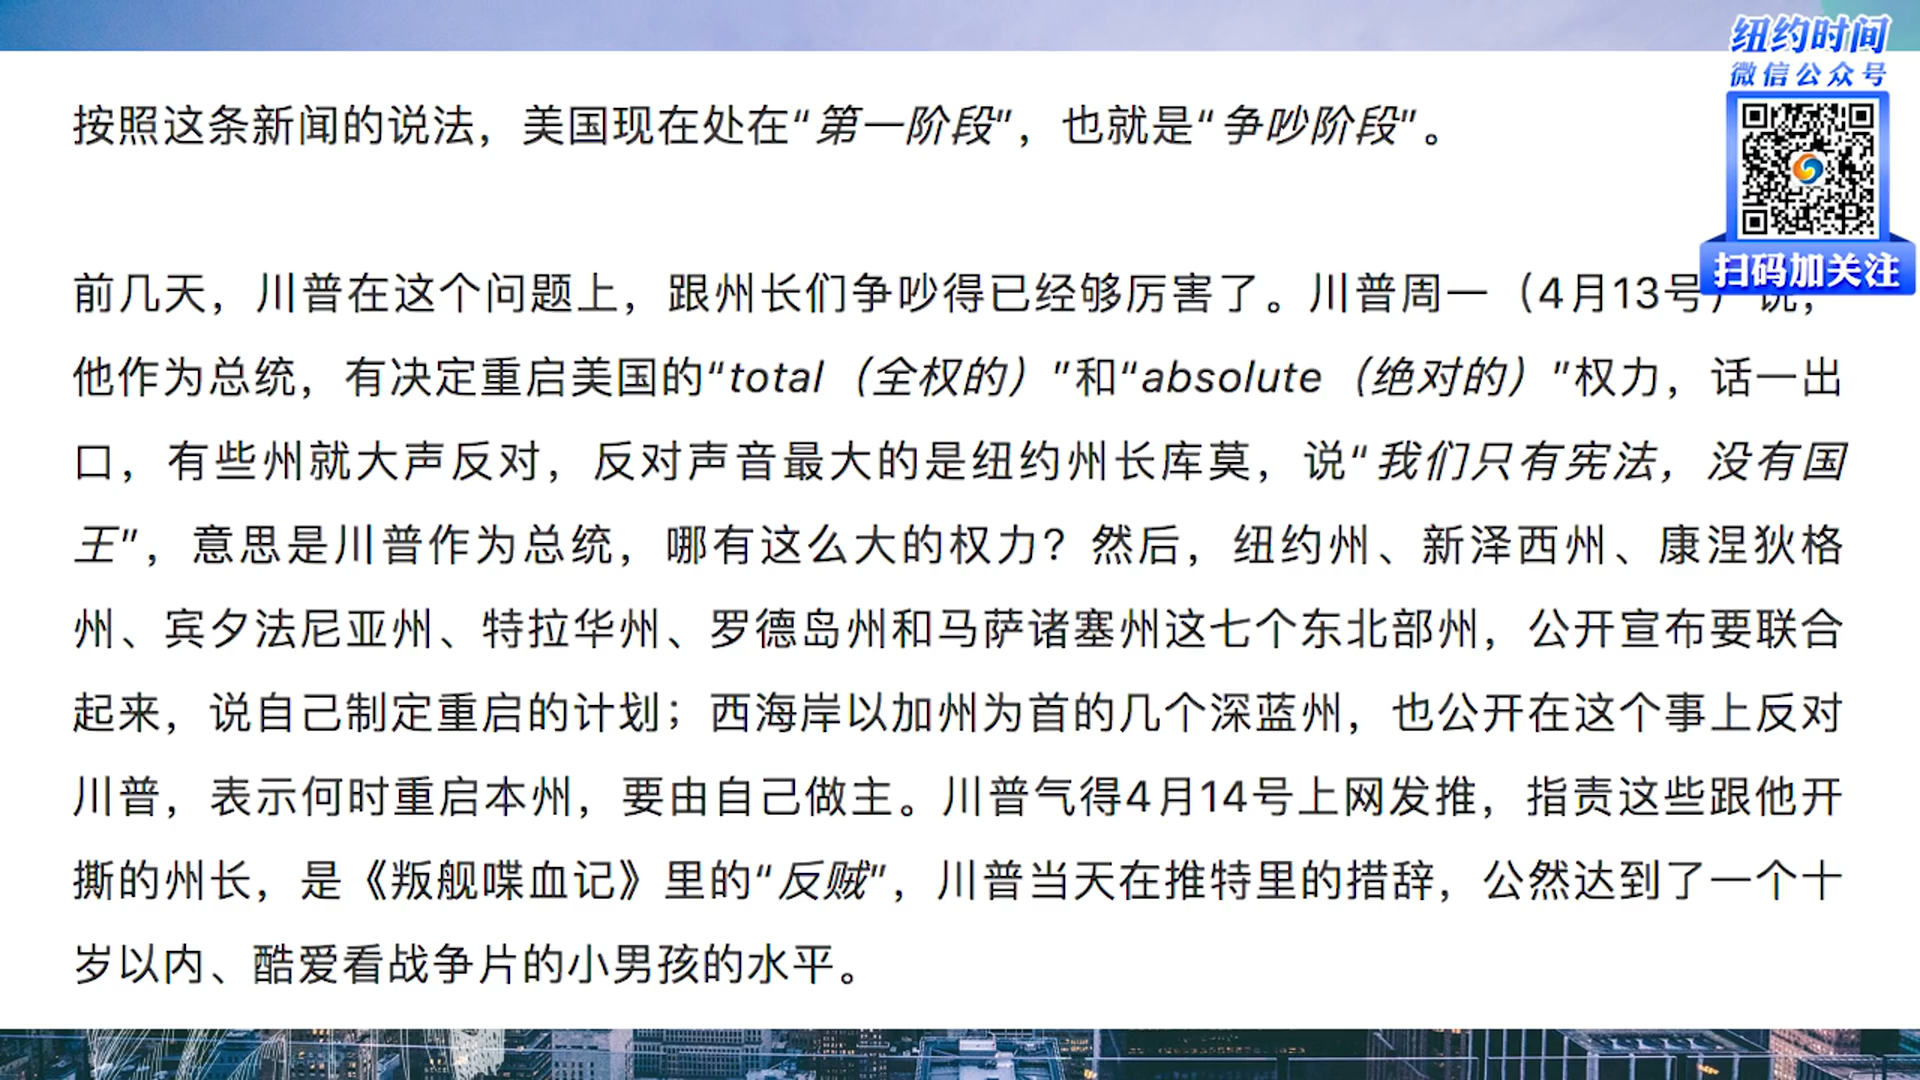 纽约时间
微信公众号
扫码加关注
按照这条新闻的说法，美国现在处在“第一阶段”，也就是“争吵阶段”。
前几天，川普在这个问题上，跟州长们争吵得已经够厉害了。川普周一（4月13号）说，
他作为总统，有决定重启美国的“total（全权的）”和“absolute（绝对的）”权力，话一出
口，有些州就大声反对，反对声音最大的是纽约州长库莫，说“我们只有宪法，没有国
王”，意思是川普作为总统，哪有这么大的权力？然后，纽约州、新泽西州、康涅狄格
州、宾夕法尼亚州、特拉华州、罗德岛州和马萨诸塞州这七个东北部州，公开宣布要联合
起来，说自己制定重启的计划；西海岸以加州为首的几个深蓝州，也公开在这个事上反对
川普，表示何时重启本州，要由自己做主。川普气得4月14号上网发推，指责这些跟他开
撕的州长，是《叛舰喋血记》里的“反贼”，川普当天在推特里的措辞，公然达到了一个十
岁以内、酷爱看战争片的小男孩的水平。